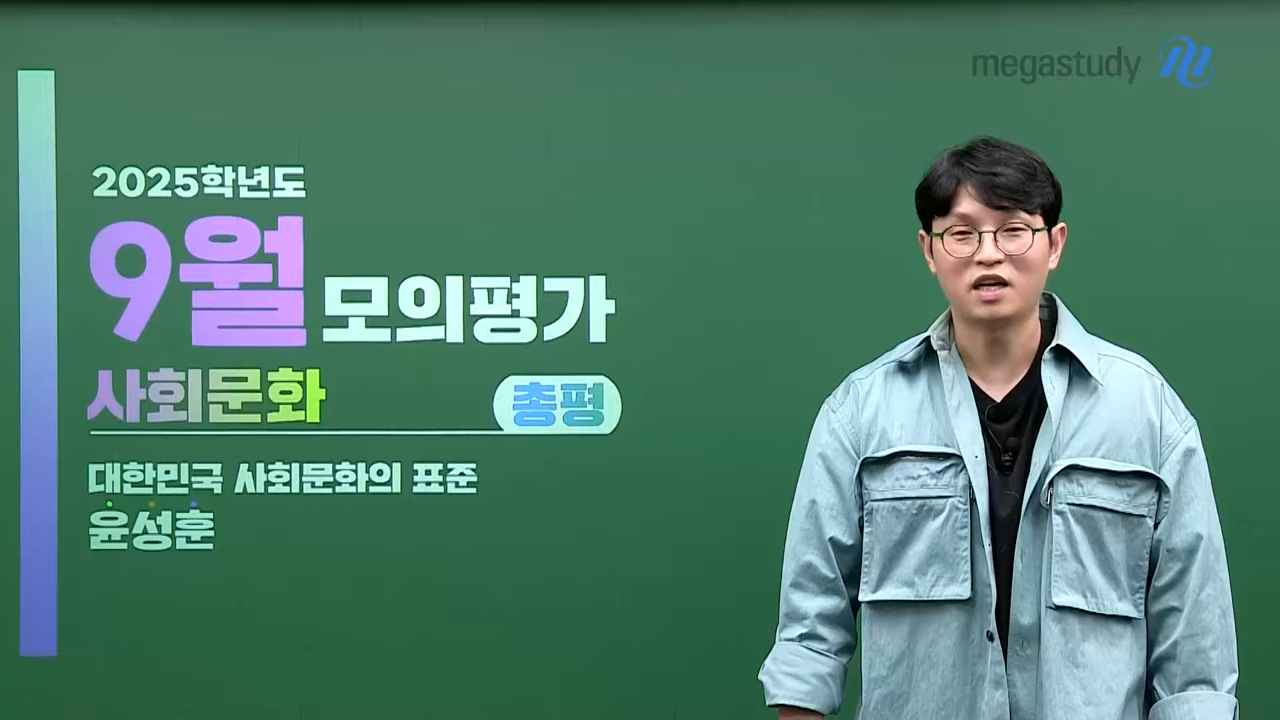 megastudy
2025학년도
9월 모의평가
사회문화 총평
대한민국 사회문화의 표준
윤성훈